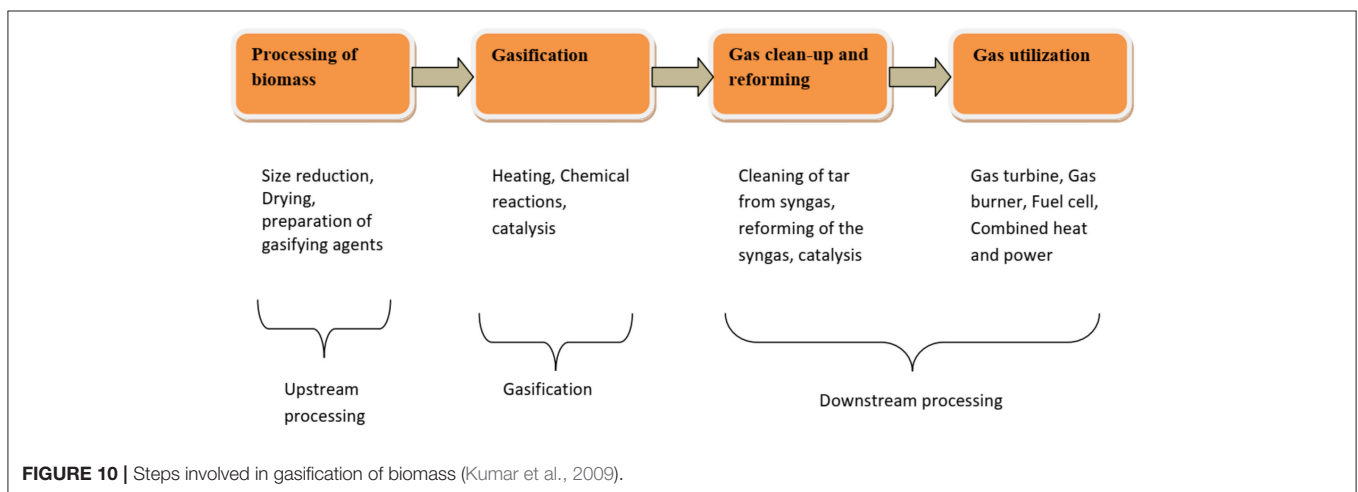 Processing of
biomass
Gasification
Gas clean-up and
reforming
Gas utilization
Size reduction,
Drying,
preparation of
gasifying agents
Heating, Chemical
reactions,
catalysis
Cleaning of tar
from syngas,
reforming of the
syngas, catalysis
Gas turbine, Gas
burner, Fuel cell,
Combined heat
and power
Upstream
processing
Gasification
Downstream processing
FIGURE 10 | Steps involved in gasification of biomass (Kumar et al., 2009).